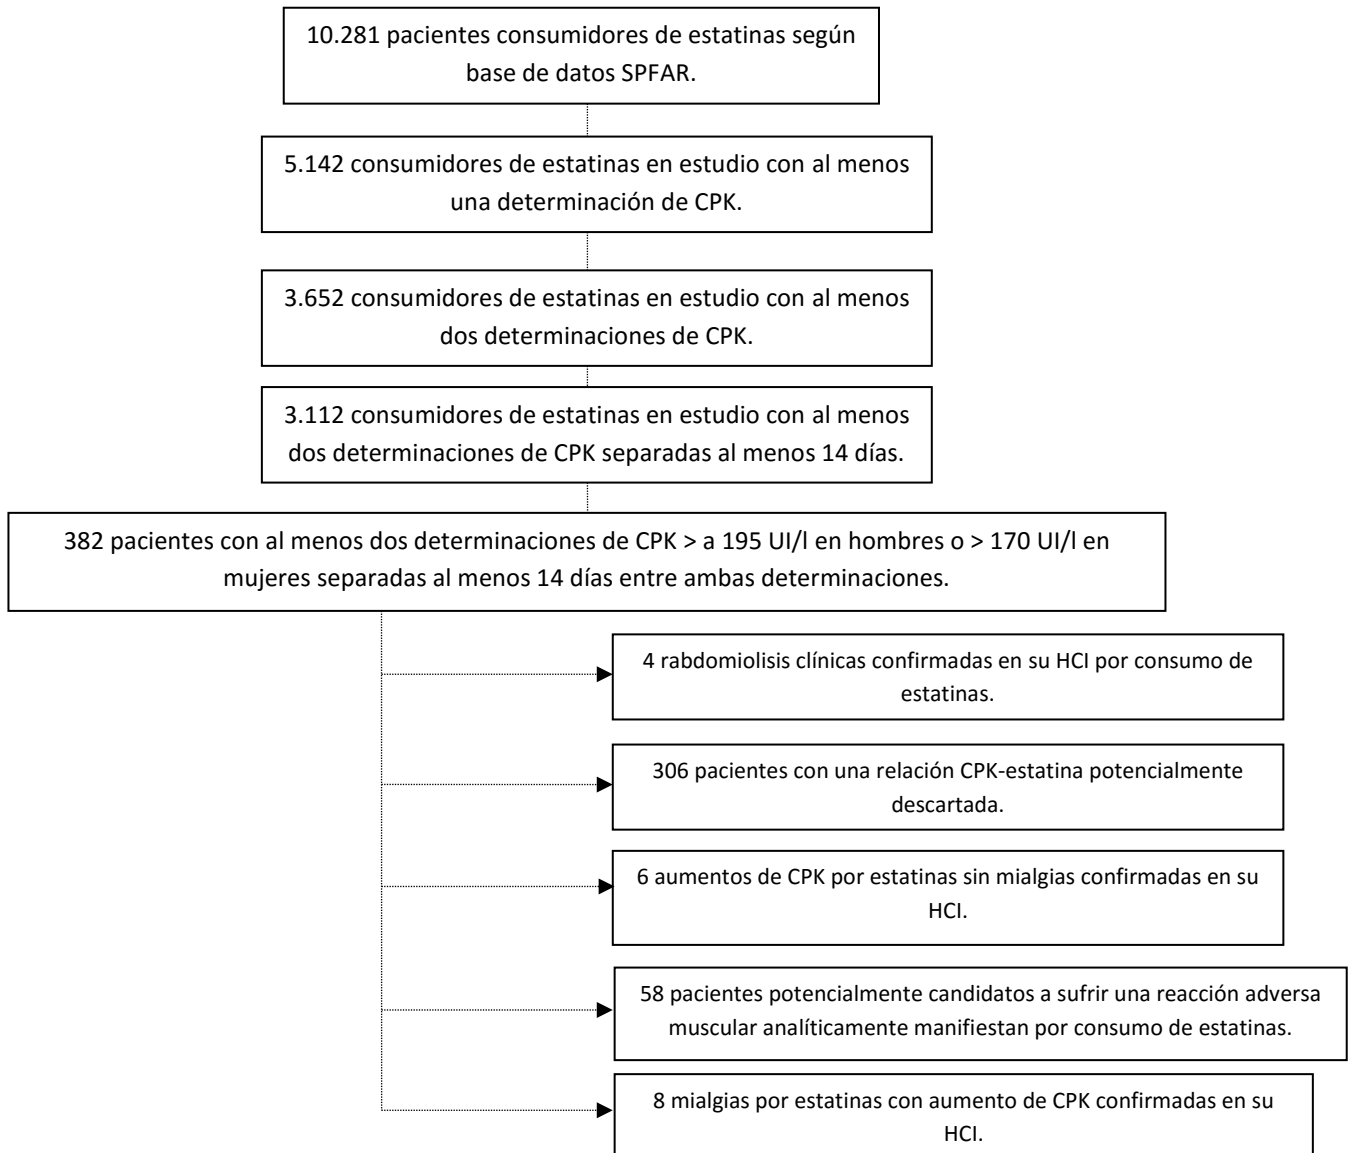 10.281 pacientes consumidores de estatinas según
base de datos SPFAR.
5.142 consumidores de estatinas en estudio con al menos
una determinación de CPK.
3.652 consumidores de estatinas en estudio con al menos
dos determinaciones de CPK.
3.112 consumidores de estatinas en estudio con al menos
dos determinaciones de CPK separadas al menos 14 días.
382 pacientes con al menos dos determinaciones de CPK > a 195 UI/l en hombres o > 170 UI/l en
mujeres separadas al menos 14 días entre ambas determinaciones.
4 rabdomiolisis clínicas confirmadas en su HCI por consumo de
estatinas.
306 pacientes con una relación CPK-estatina potencialmente
descartada.
6 aumentos de CPK por estatinas sin mialgias confirmadas en su
HCI.
58 pacientes potencialmente candidatos a sufrir una reacción adversa
muscular analíticamente manifiestan por consumo de estatinas.
8 mialgias por estatinas con aumento de CPK confirmadas en su
HCI.